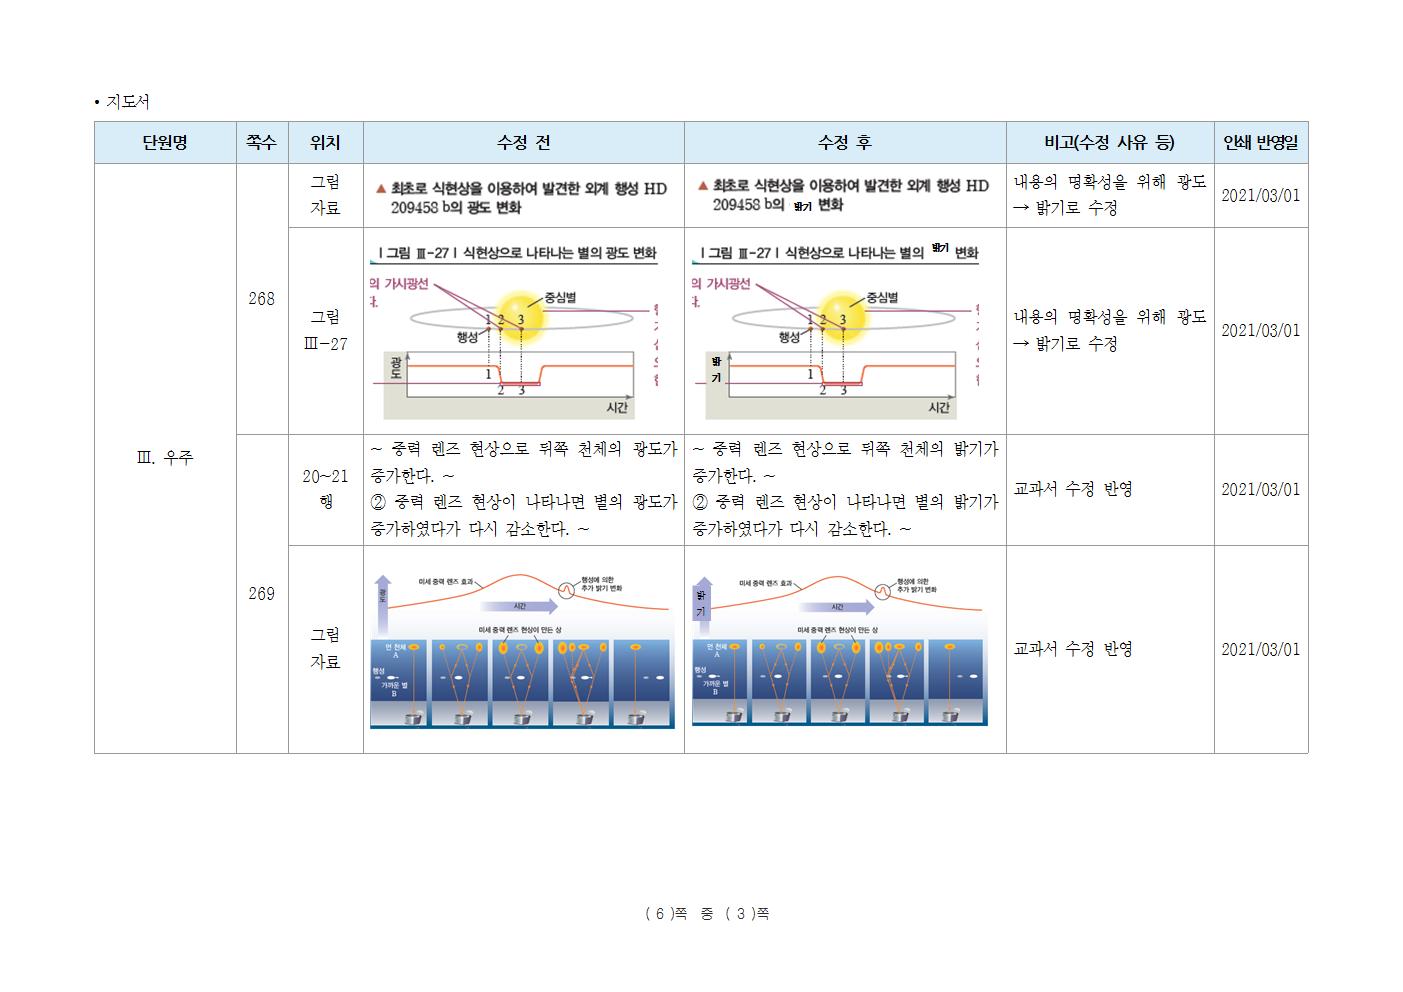 • 지도서
단원명 쪽수 위치 수정 전 수정 후 비고(수정 사유 등) 인쇄 반영일
Ⅲ. 우주
268
그림
자료
▲ 최초로 식현상을 이용하여 발견한 외계 행성 HD
209458 b의 광도 변화
▲ 최초로 식현상을 이용하여 발견한 외계 행성 HD
209458 b의 밝기 변화
내용의 명확성을 위해 광도
→ 밝기로 수정
2021/03/01
그림
Ⅲ-27
| 그림 Ⅲ-27 | 식현상으로 나타나는 별의 광도 변화
의 가시광선
다.
중심별
1 2 3
행성
광도
1
2 3
시간
| 그림 Ⅲ-27 | 식현상으로 나타나는 별의 밝기 변화
의 가시광선
다.
중심별
1 2 3
행성
밝
기
1
2 3
시간
내용의 명확성을 위해 광도
→ 밝기로 수정
2021/03/01
269
20~21
행
~ 중력 렌즈 현상으로 뒤쪽 천체의 광도가
증가한다. ~
② 중력 렌즈 현상이 나타나면 별의 광도가
증가하였다가 다시 감소한다. ~
~ 중력 렌즈 현상으로 뒤쪽 천체의 밝기가
증가한다. ~
② 중력 렌즈 현상이 나타나면 별의 밝기가
증가하였다가 다시 감소한다. ~
교과서 수정 반영
2021/03/01
그림
자료
광도
미세 중력 렌즈 효과
행성에 의한
추가 밝기 변화
시간
미세 중력 렌즈 현상이 만든 상
먼 천체
A
행성
가까운 별
B
밝
기
미세 중력 렌즈 효과
행성에 의한
추가 밝기 변화
시간
미세 중력 렌즈 현상이 만든 상
먼 천체
A
행성
가까운 별
B
교과서 수정 반영
2021/03/01
( 6 )쪽 중 ( 3 )쪽